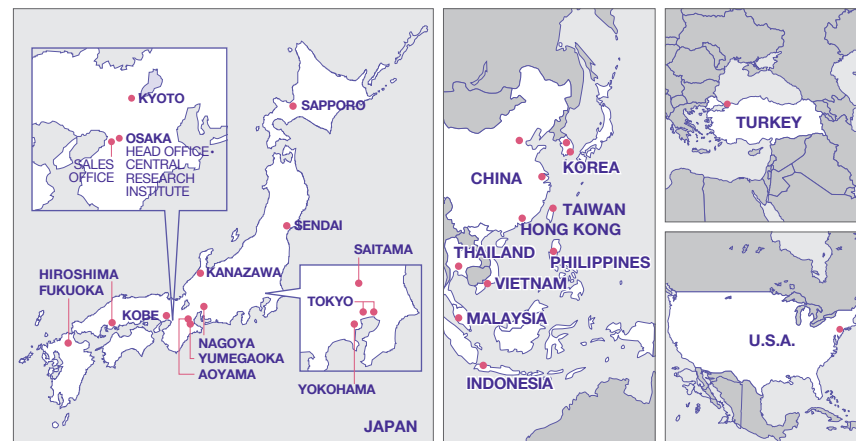 KYOTO
OSAKA
HEAD OFFICE・
CENTRAL
RESEARCH
INSTITUTE
SALES
OFFICE
SAPPORO
SENDAI
SAITAMA
KANAZAWA
HIROSHIMA
FUKUOKA
KOBE
TOKYO
NAGOYA
YUMEGAOKA
AOYAMA
YOKOHAMA
JAPAN
KOREA
CHINA
TAIWAN
HONG KONG
THAILAND
PHILIPPINES
VIETNAM
MALAYSIA
INDONESIA
TURKEY
U.S.A.